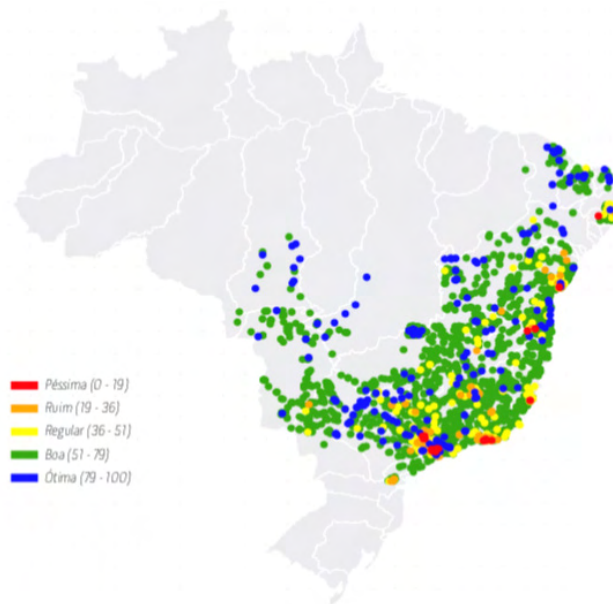 Péssima (0 - 19)
Ruim (19 - 36)
Regular (36 - 51)
Boa (51 - 79)
Ótima (79 - 100)